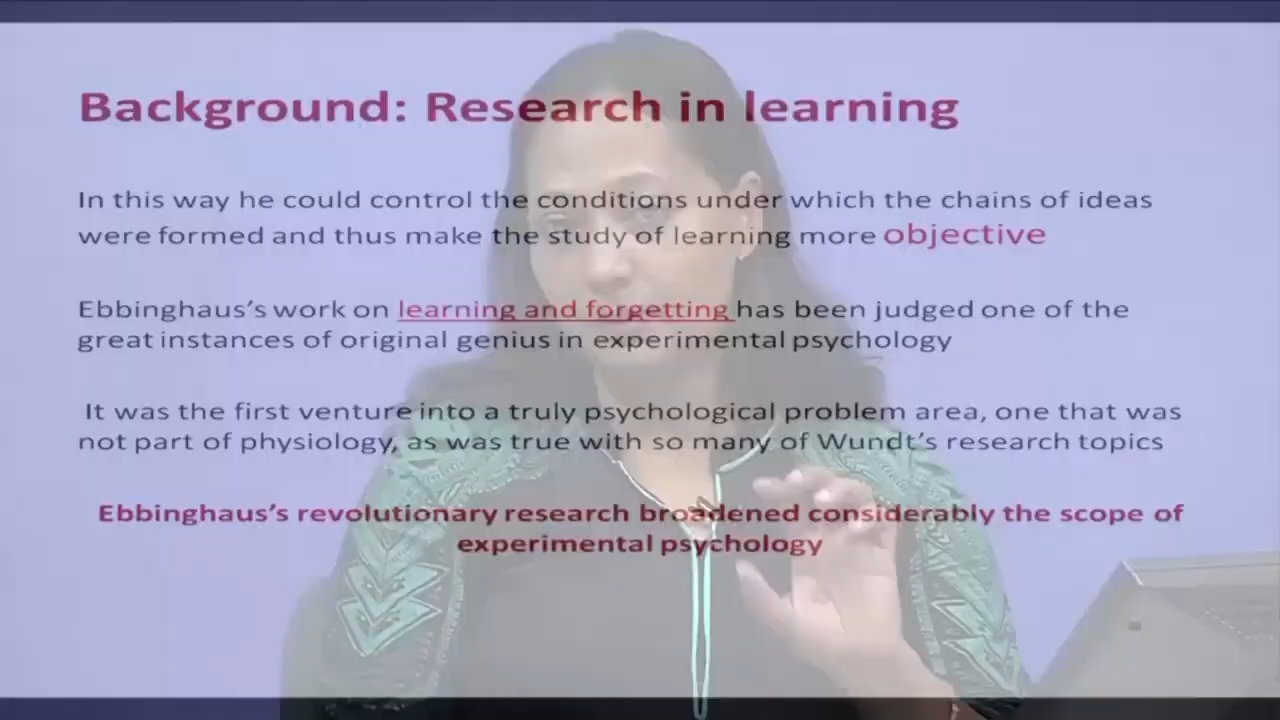 Background: Research in learning
In this way he could control the conditions under which the chains of ideas
were formed and thus make the study of learning more objective
Ebbinghaus's work on learning and forgetting has been judged one of the
great instances of original genius in experimental psychology
It was the first venture into a truly psychological problem area, one that was
not part of physiology, as was true with so many of Wundt's research topics
Ebbinghaus's revolutionary research broadened considerably the scope of
experimental psychology